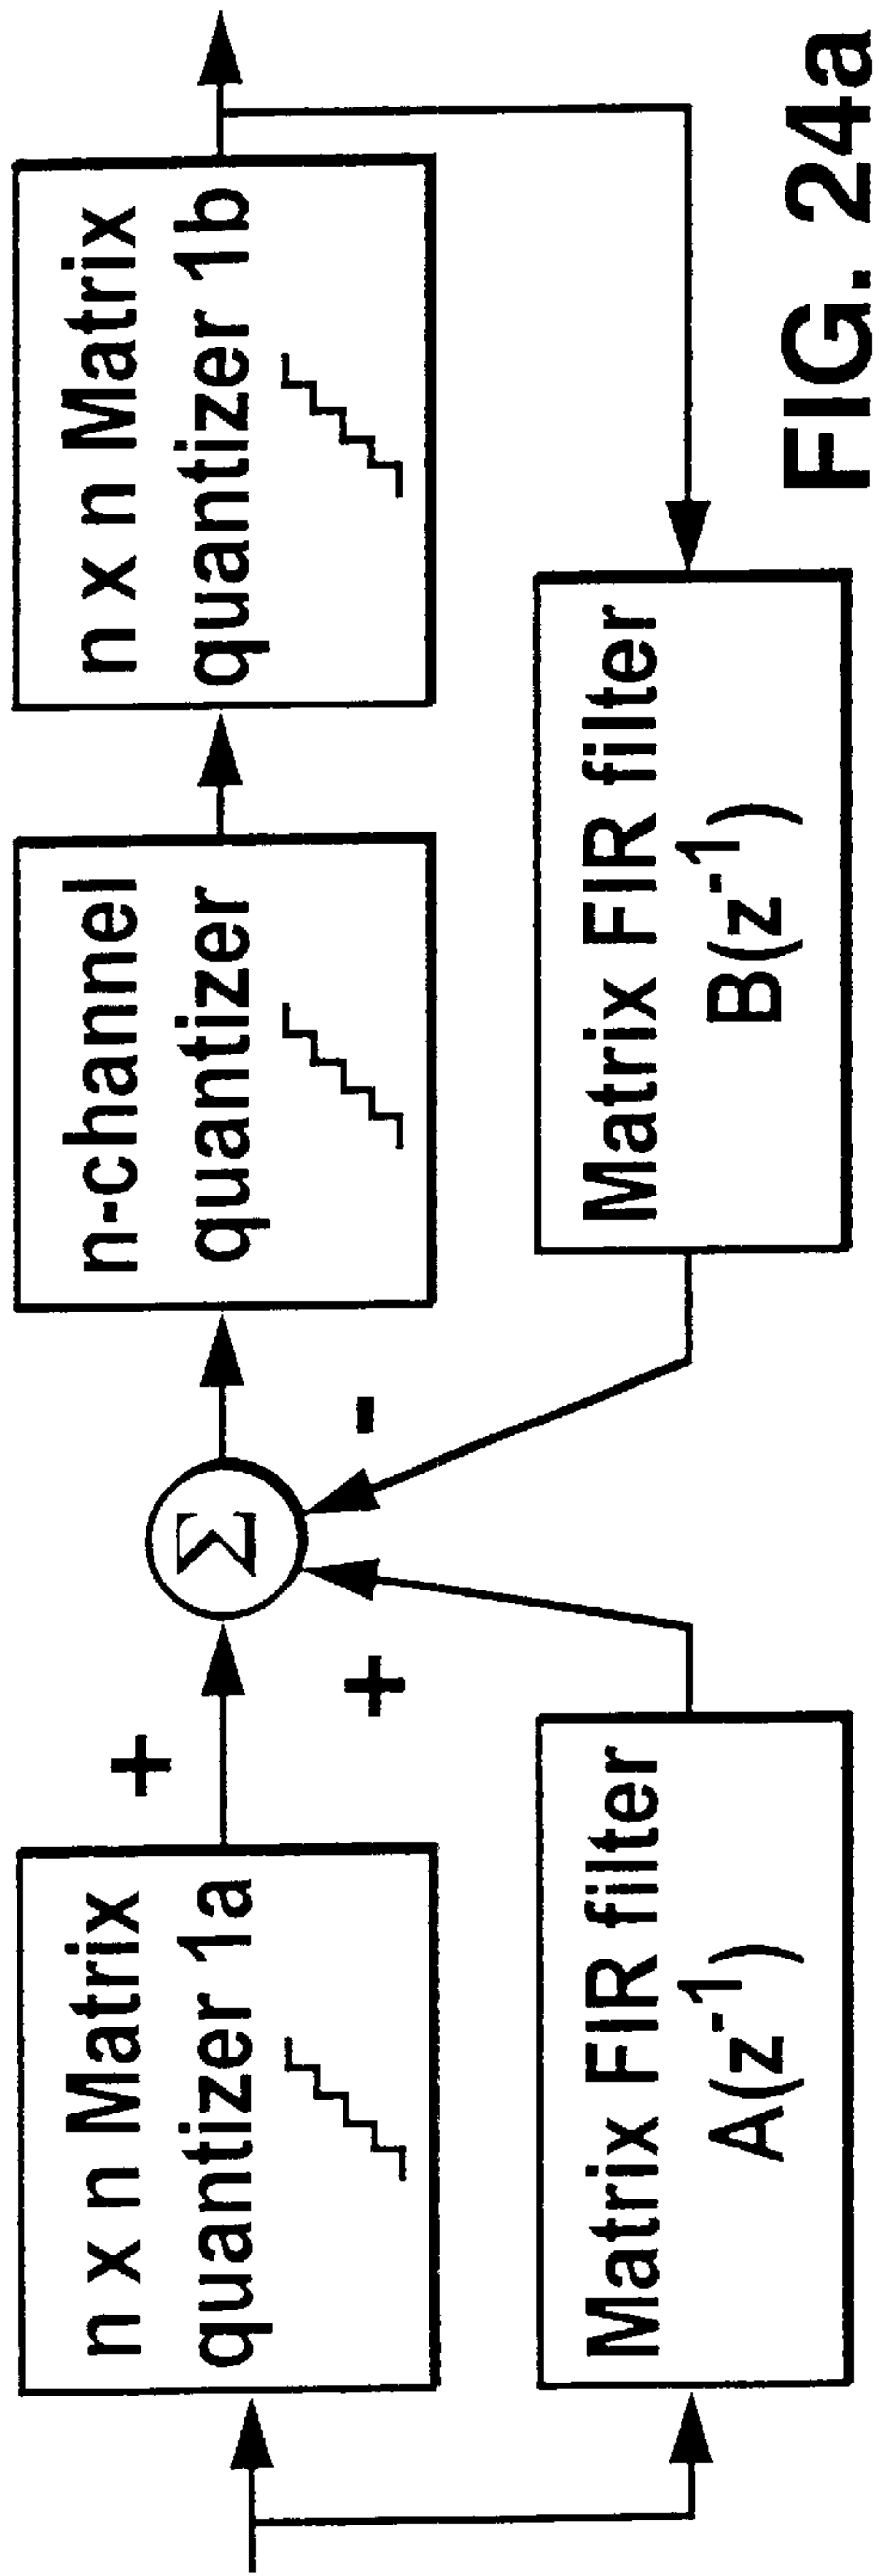 n x n Matrix
quantizer 1a
+
+
Σ
-
n-channel
quantizer
n x n Matrix
quantizer 1b
Matrix FIR filter
A(z⁻¹)
Matrix FIR filter
B(z⁻¹)
FIG. 24a